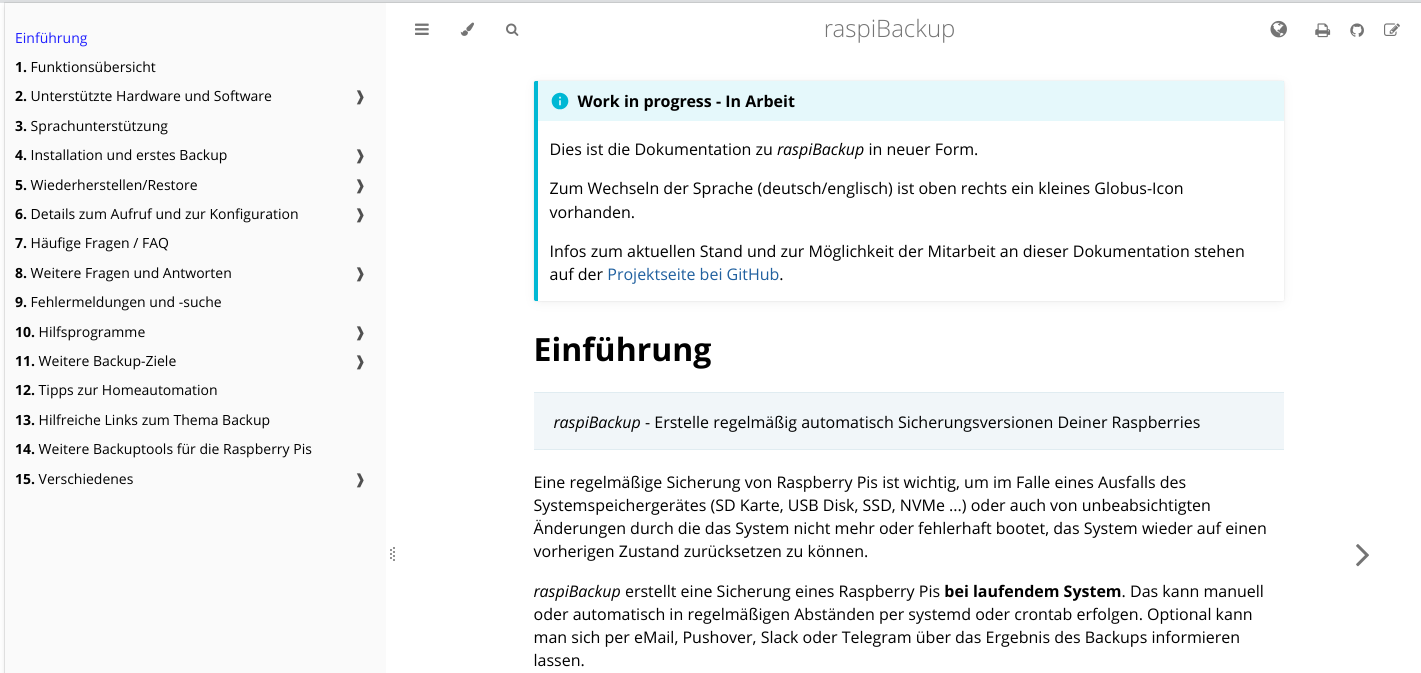 raspiBackup
Einführung
1. Funktionsübersicht
2. Unterstützte Hardware und Software
3. Sprachunterstützung
4. Installation und erstes Backup
5. Wiederherstellen/Restore
6. Details zum Aufruf und zur Konfiguration
7. Häufige Fragen / FAQ
8. Weitere Fragen und Antworten
9. Fehlermeldungen und -suche
10. Hilfsprogramme
11. Weitere Backup-Ziele
12. Tipps zur Homeautomation
13. Hilfreiche Links zum Thema Backup
14. Weitere Backuptools für die Raspberry Pis
15. Verschiedenes
Work in progress - In Arbeit
Dies ist die Dokumentation zu raspiBackup in neuer Form.
Zum Wechseln der Sprache (deutsch/englisch) ist oben rechts ein kleines Globus-Icon
vorhanden.
Infos zum aktuellen Stand und zur Möglichkeit der Mitarbeit an dieser Dokumentation stehen
auf der Projektseite bei GitHub.
Einführung
raspiBackup - Erstelle regelmäßig automatisch Sicherungsversionen Deiner Raspberries
Eine regelmäßige Sicherung von Raspberry Pis ist wichtig, um im Falle eines Ausfalls des
Systemspeichergerätes (SD Karte, USB Disk, SSD, NVMe ...) oder auch von unbeabsichtigten
Änderungen durch die das System nicht mehr oder fehlerhaft bootet, das System wieder auf einen
vorherigen Zustand zurücksetzen zu können.
raspiBackup erstellt eine Sicherung eines Raspberry Pis bei laufendem System. Das kann manuell
oder automatisch in regelmäßigen Abständen per systemd oder crontab erfolgen. Optional kann
man sich per eMail, Pushover, Slack oder Telegram über das Ergebnis des Backups informieren
lassen.